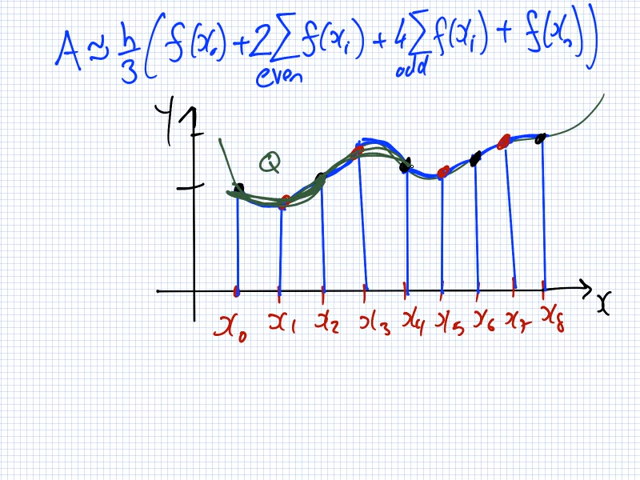 A ≈ h/3 ( f(x₀) + 2∑ f(xᵢ) + 4∑ f(xᵢ) + f(xₙ) )
even odd
y
Q
x
x₀ x₁ x₂ x₃ x₄ x₅ x₆ x₇ x₈